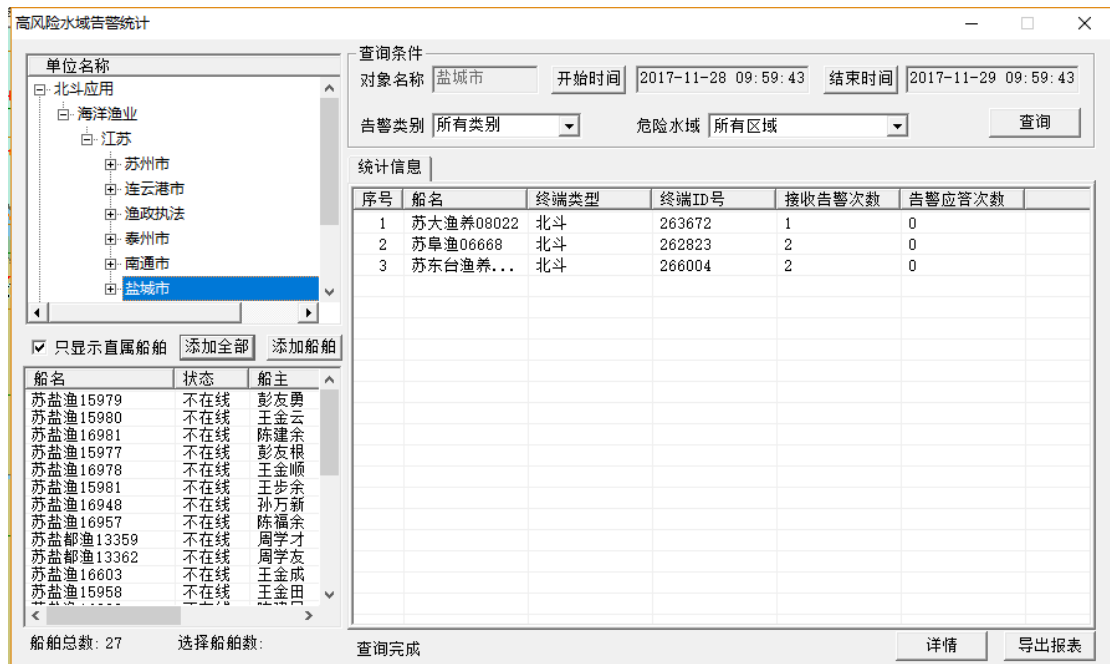 高风险水域告警统计
单位名称
北斗应用
海洋渔业
江苏
苏州市
连云港市
渔政执法
泰州市
南通市
盐城市
只显示直属船舶 添加全部 添加船舶
船名 状态 船主
苏盐渔15979 不在线 彭友勇
苏盐渔15980 不在线 王金云
苏盐渔16981 不在线 陈建余
苏盐渔15977 不在线 彭友根
苏盐渔16978 不在线 王金顺
苏盐渔15981 不在线 王步余
苏盐渔16948 不在线 孙万新
苏盐渔16957 不在线 陈福余
苏盐都渔13359 不在线 周学才
苏盐都渔13362 不在线 周学友
苏盐渔16603 不在线 王金成
苏盐渔15958 不在线 王金田
船舶总数: 27 选择船舶数:
查询条件
对象名称 盐城市 开始时间 2017-11-28 09:59:43 结束时间 2017-11-29 09:59:43
告警类别 所有类别 危险水域 所有区域 查询
统计信息
序号 船名 终端类型 终端ID号 接收告警次数 告警应答次数
1 苏大渔养08022 北斗 263672 1 0
2 苏阜渔06668 北斗 262823 2 0
3 苏东台渔养... 北斗 266004 2 0
查询完成 详情 导出报表